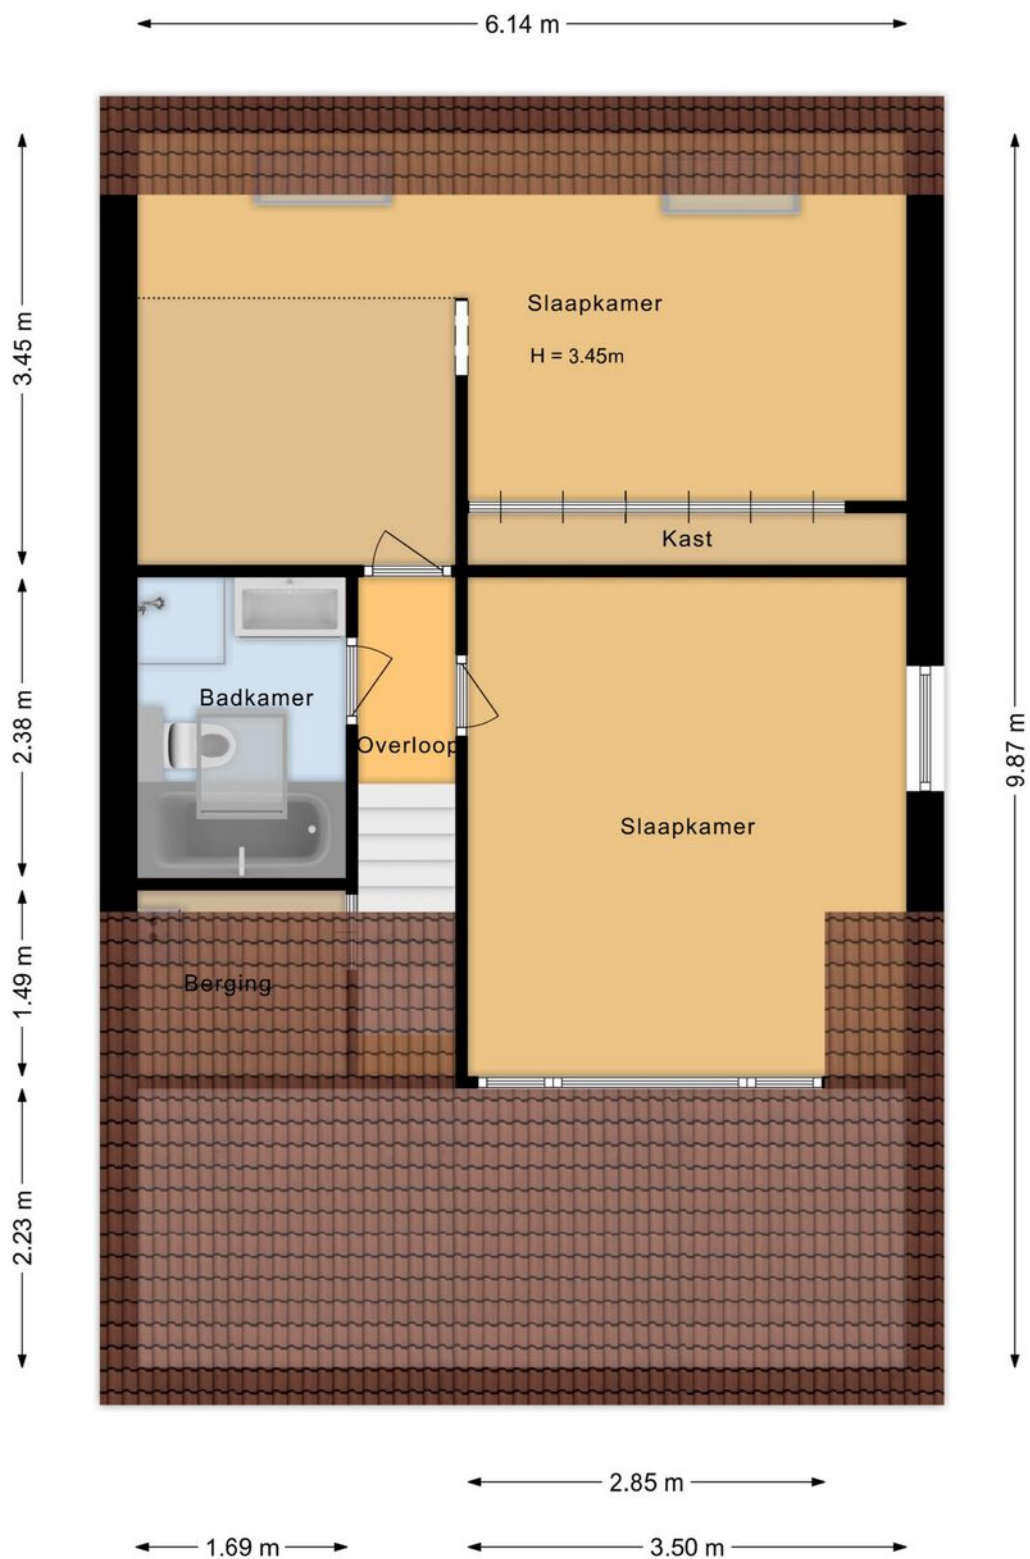 6.14 m
Slaapkamer
3.45 m
H = 3.45m
Kast
Badkamer
2.38 m
Overloop
9.87 m
Slaapkamer
1.49 m
Berging
2.23 m
2.85 m
1.69 m
3.50 m